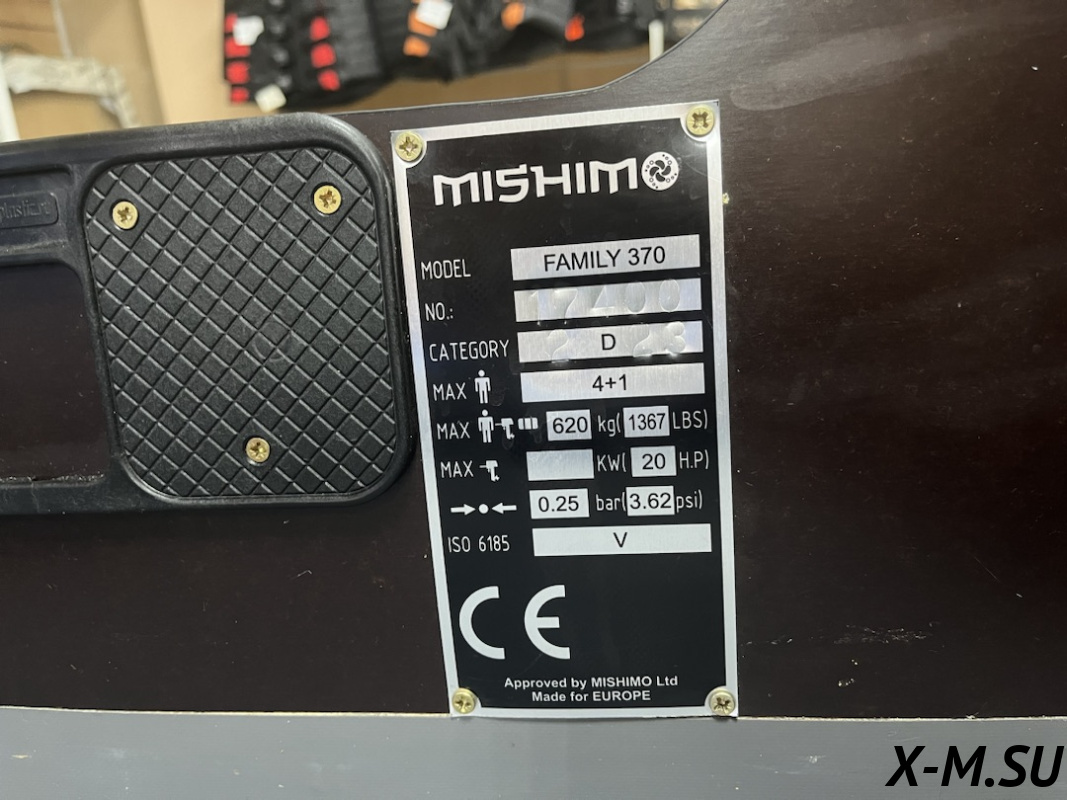 MISHIMO
MODEL FAMILY 370
NO.: 17400
CATEGORY D
MAX 4+1
MAX 620 kg( 1367 LBS)
MAX KW( 20 H.P)
0.25 bar( 3.62 psi)
ISO 6185 V
CE
Approved by MISHIMO Ltd
Made for EUROPE
X-M.SU